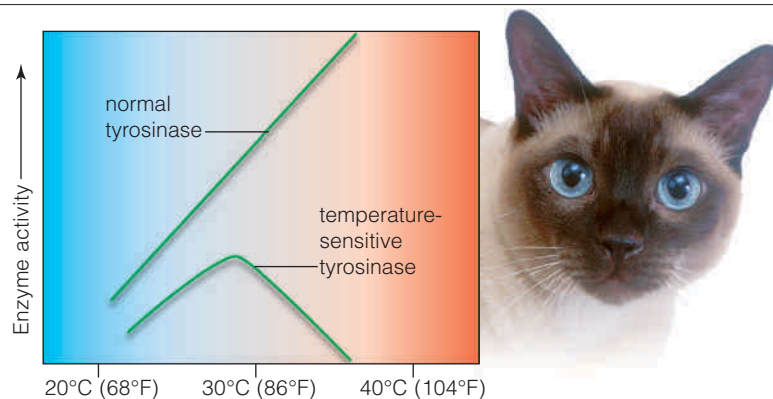 Enzyme activity
normal
tyrosinase
temperature-
sensitive
tyrosinase
20°C (68°F) 30°C (86°F) 40°C (104°F)